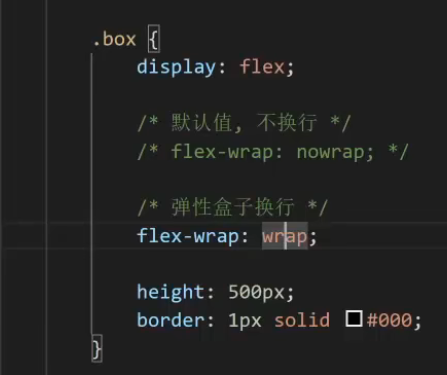 .box {
display: flex;
/* 默认值, 不换行 */
/* flex-wrap: nowrap; */
/* 弹性盒子换行 */
flex-wrap: wrap;
height: 500px;
border: 1px solid #000;
}